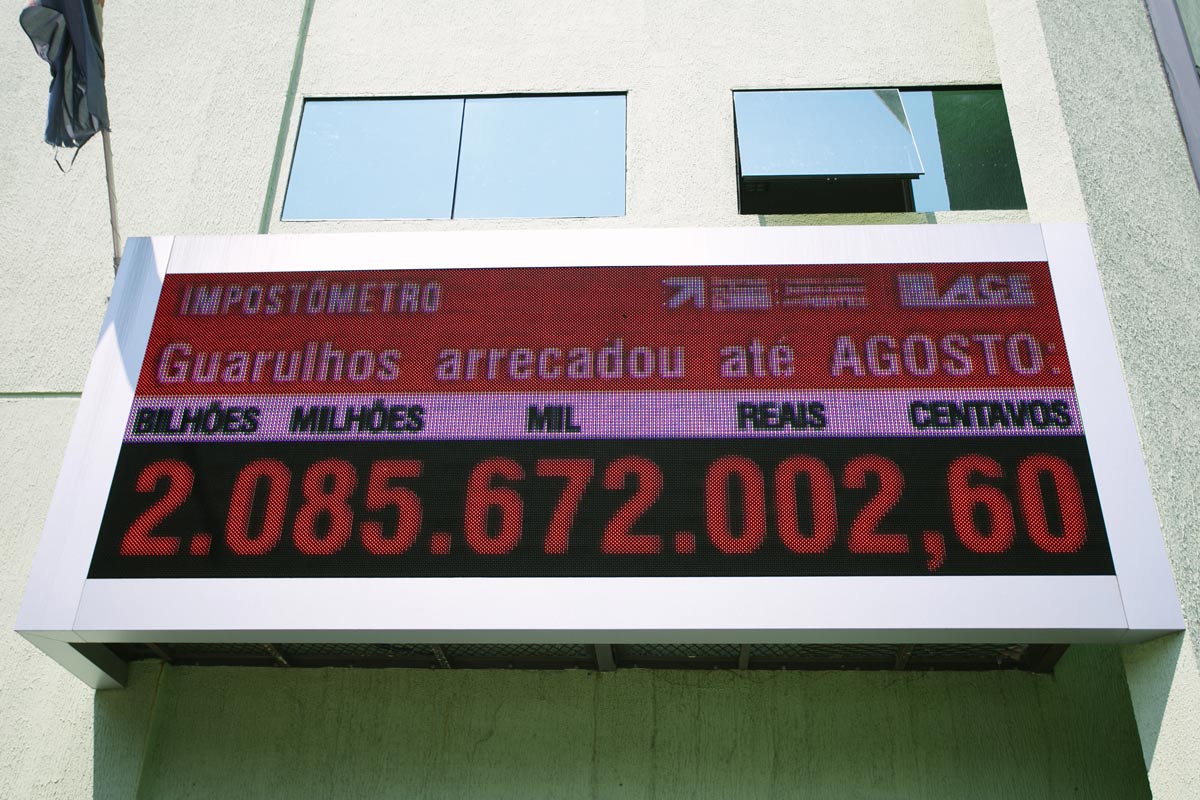 IMPOSTÔMETRO ACE
Guarulhos arrecadou até AGOSTO:
BILHÕES MILHÕES MIL REAIS CENTAVOS
2.085.672.002,60